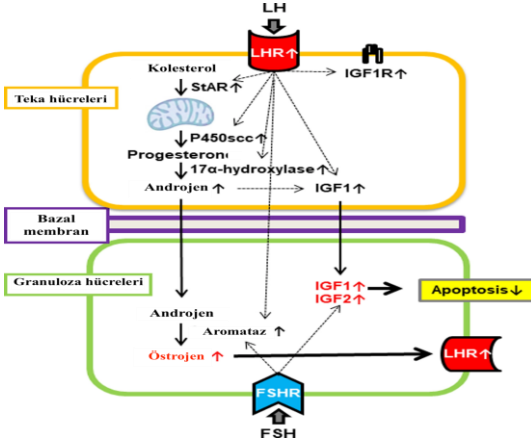 LH
LHR↑
Kolesterol
StAR↑
IGF1R↑
Teka hücreleri
P450scc↑
Progesteron
17α-hydroxylase↑
Androjen ↑
IGF1↑
Bazal
membran
Granuloza hücreleri
IGF1↑
IGF2↑
Apoptosis↓
Androjen
Aromataz ↑
Östrojen ↑
LHR↑
FSHR
FSH